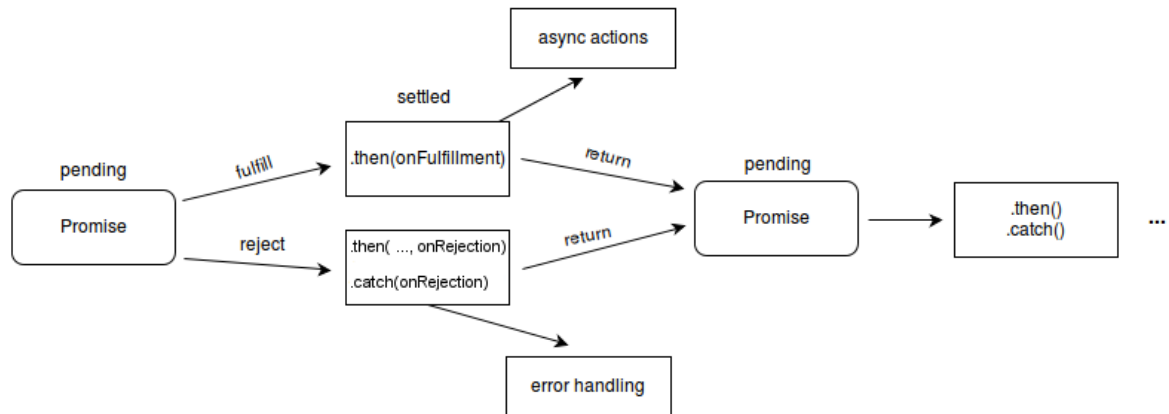 async actions
settled
.then(onFulfillment)
pending
fulfill
return
pending
Promise
Promise
.then()
.catch()
...
reject
.then( ..., onRejection)
return
.catch(onRejection)
error handling